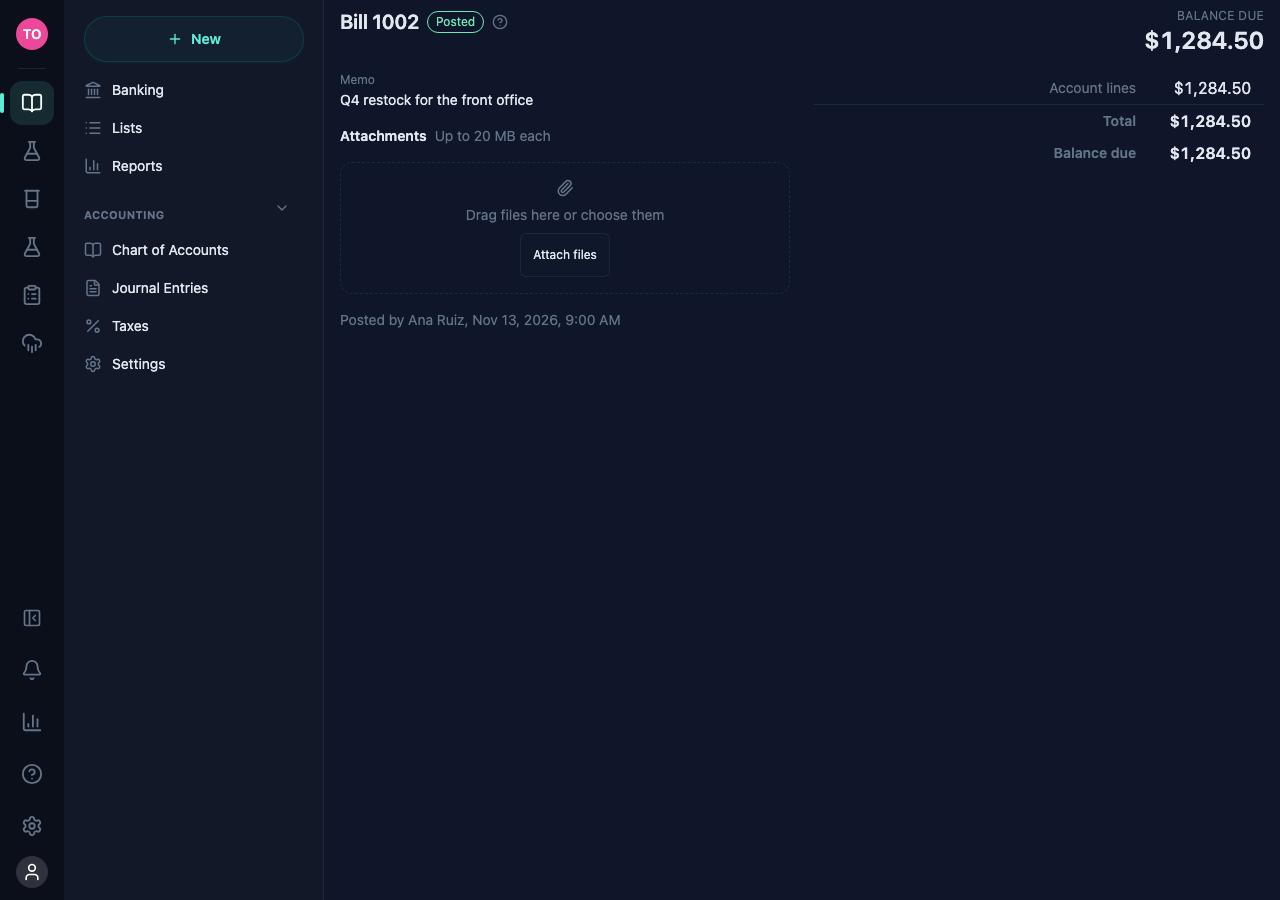 TO
+ New
Banking
Lists
Reports
ACCOUNTING
Chart of Accounts
Journal Entries
Taxes
Settings
Bill 1002 Posted
BALANCE DUE
$1,284.50
Memo
Q4 restock for the front office
Attachments Up to 20 MB each
Drag files here or choose them
Attach files
Posted by Ana Ruiz, Nov 13, 2026, 9:00 AM
Account lines $1,284.50
Total $1,284.50
Balance due $1,284.50